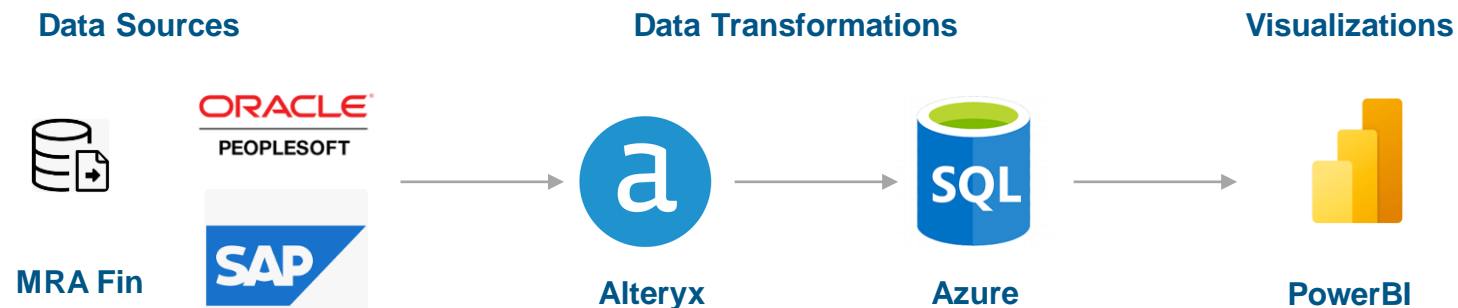 Data Sources
Data Transformations
Visualizations
ORACLE
PEOPLESOFT
a
SQL
SAP
MRA Fin
Alteryx
Azure
PowerBI